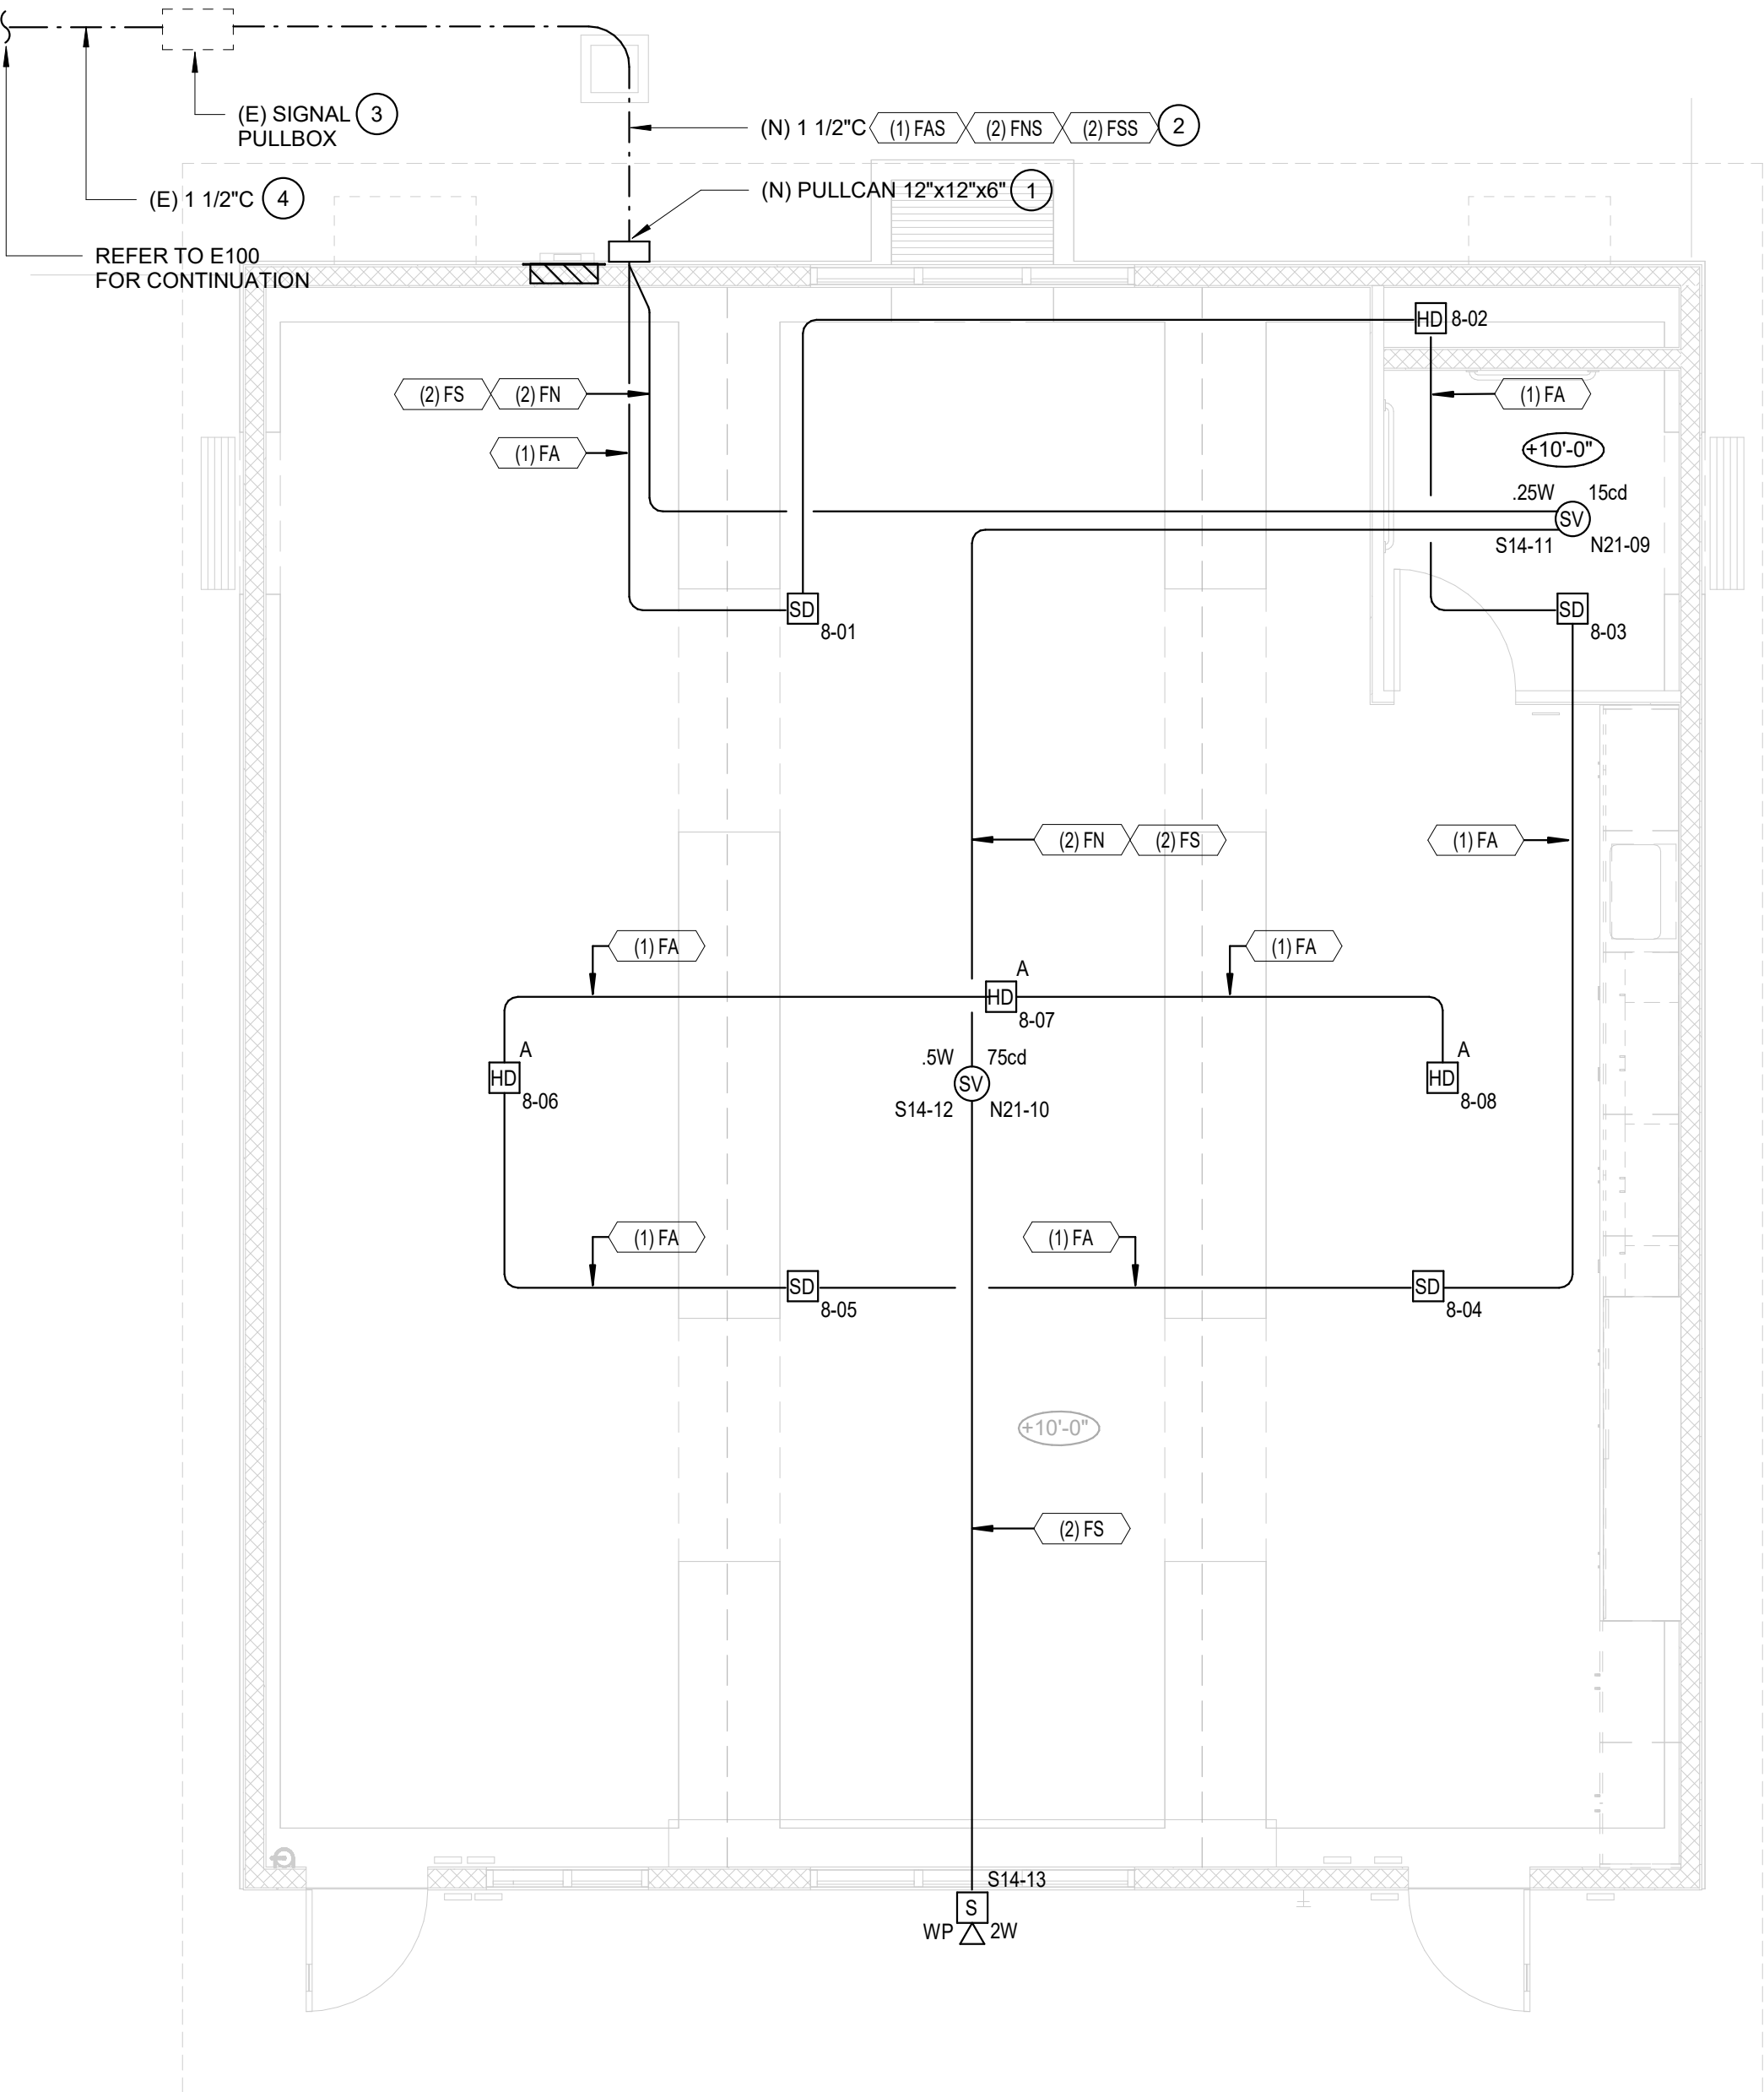 (E) SIGNAL
PULLBOX
3
(N) 1 1/2"C
(1) FAS
(2) FNS
(2) FSS
2
(E) 1 1/2"C
4
(N) PULLCAN 12"x12"x6"
1
REFER TO E100
FOR CONTINUATION
HD
8-02
(2) FS
(2) FN
(1) FA
(1) FA
+10'-0"
.25W
15cd
SV
S14-11
N21-09
SD
8-01
SD
8-03
(2) FN
(2) FS
(1) FA
(1) FA
(1) FA
A
HD
8-07
A
HD
8-06
.5W
75cd
SV
S14-12
N21-10
A
HD
8-08
(1) FA
(1) FA
SD
8-05
SD
8-04
+10'-0"
(2) FS
S14-13
S
WP
2W